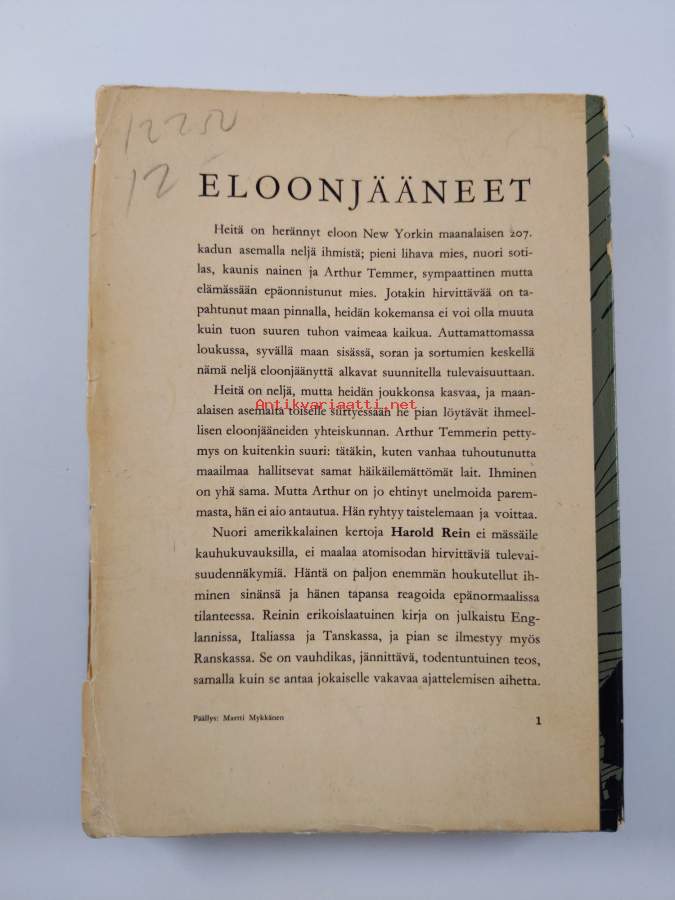 12252
12
ELOONJÄÄNEET
Heitä on herännyt eloon New Yorkin maanalaisen 207.
kadun asemalla neljä ihmistä; pieni lihava mies, nuori soti-
las, kaunis nainen ja Arthur Temmer, sympaattinen mutta
elämässään epäonnistunut mies. Jotakin hirvittävää on ta-
pahtunut maan pinnalla, heidän kokemansa ei voi olla muuta
kuin tuon suuren tuhon vaimeaa kaikua. Auttamattomassa
loukussa, syvällä maan sisässä, soran ja sortumien keskellä
nämä neljä eloonjäänyttä alkavat suunnitella tulevaisuuttaan.
Heitä on neljä, mutta heidän joukkonsa kasvaa, ja maan-
alaisen asemalta toiselle siirtyessään he pian löytävät ihmeel-
Antikvariaatti.net
lisen eloonjääneiden yhteiskunnan. Arthur Temmerin petty-
mys on kuitenkin suuri: tätäkin, kuten vanhaa tuhoutunutta
maailmaa hallitsevat samat häikäilemättömät lait. Ihminen
on yhä sama. Mutta Arthur on jo ehtinyt unelmoida parem-
masta, hän ei aio antautua. Hän ryhtyy taistelemaan ja voittaa.
Nuori amerikkalainen kertoja Harold Rein ei mässäile
kauhukuvauksilla, ei maalaa atomisodan hirvittäviä tulevai-
suudennäkymiä. Häntä on paljon enemmän houkutellut ih-
minen sinänsä ja hänen tapansa reagoida epänormaalissa
tilanteessa. Reinin erikoislaatuinen kirja on julkaistu Eng-
lannissa, Italiassa ja Tanskassa, ja pian se ilmestyy myös
Ranskassa. Se on vauhdikas, jännittävä, todentuntuinen teos,
samalla kuin se antaa jokaiselle vakavaa ajattelemisen aihetta.
Päällys: Martti Mykkänen
1